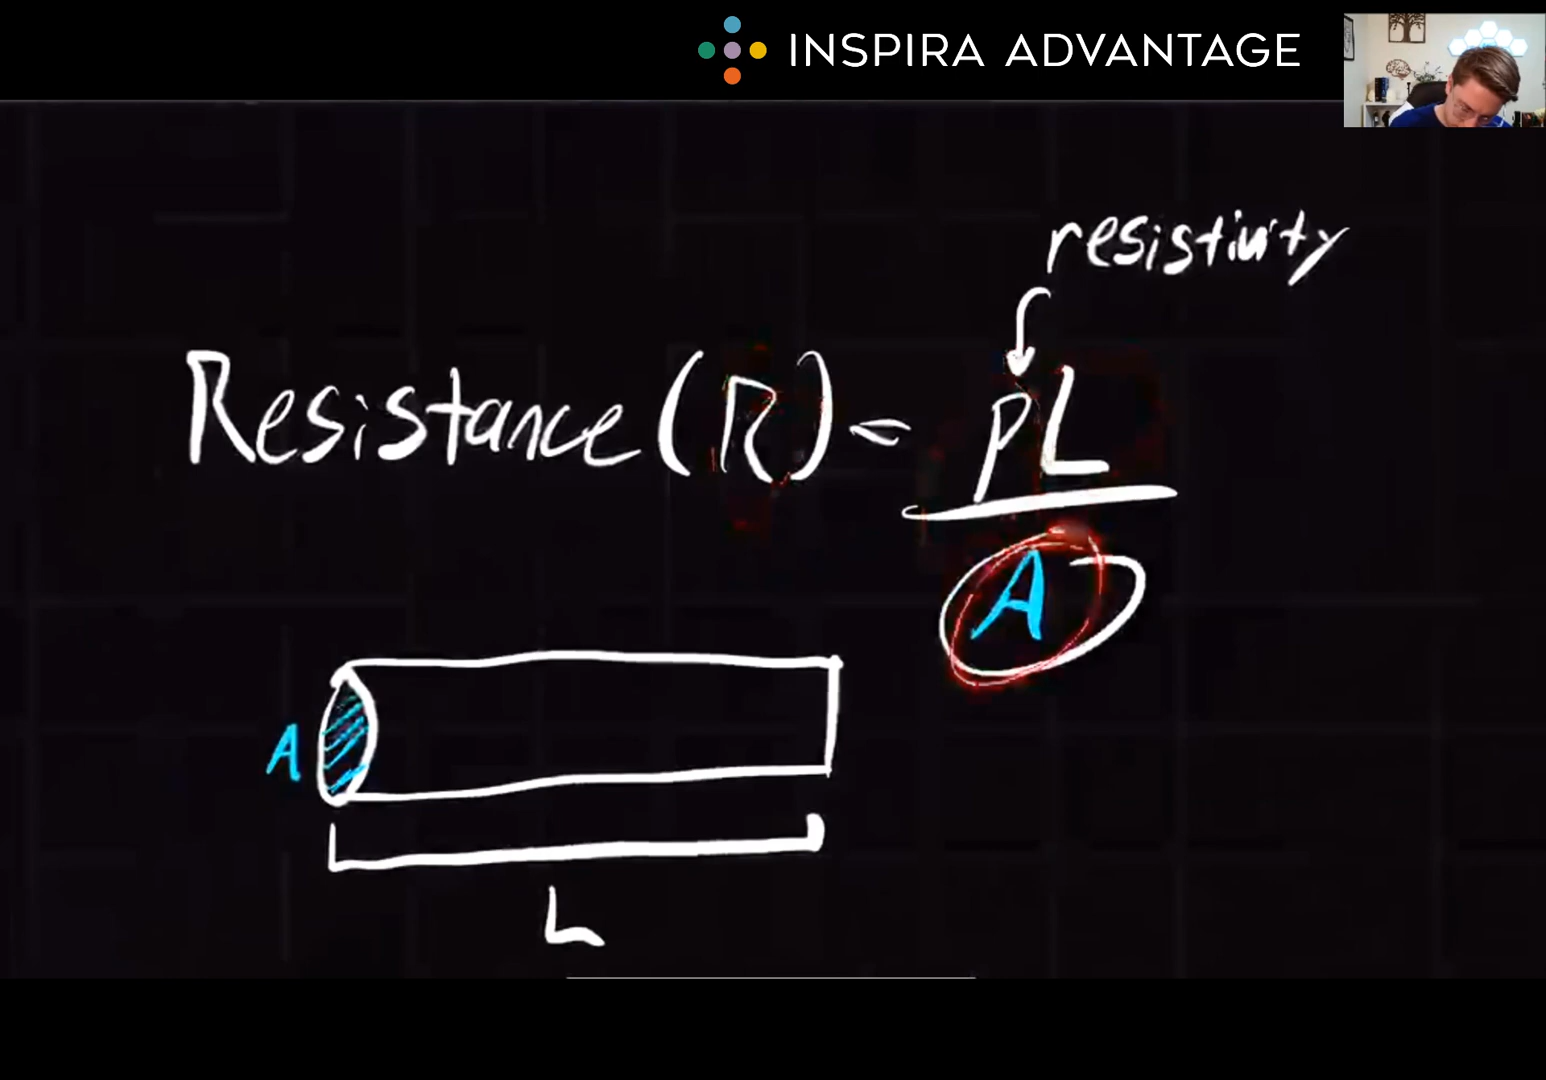 INSPIRA ADVANTAGE
resistivity
Resistance (R) = ρL
A
A
L